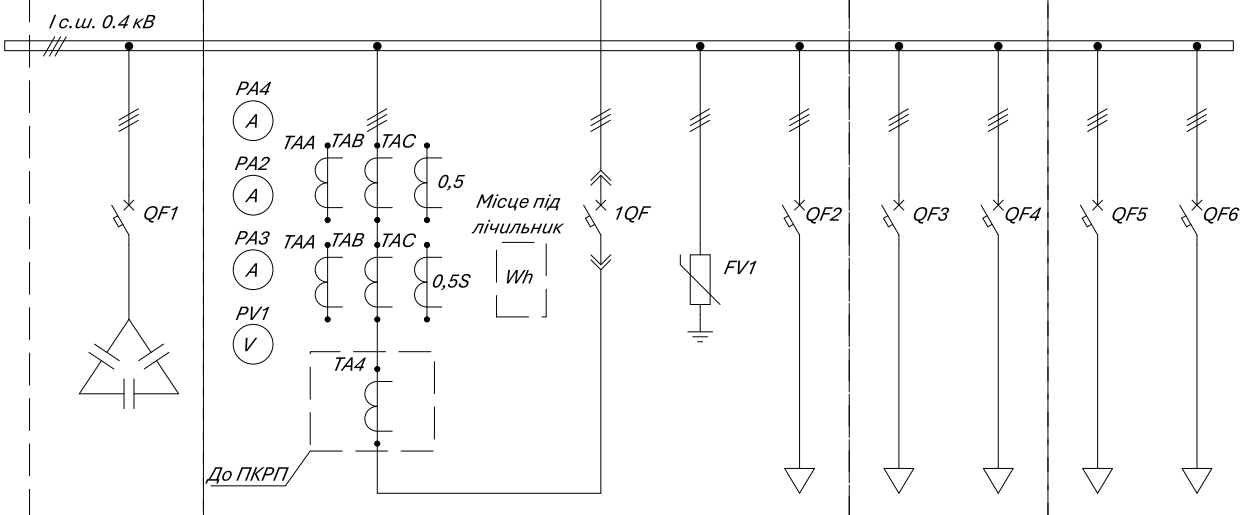 I с.ш. 0.4 кВ
PA4
A
TAA TAB TAC
PA2
A
0,5
QF1
Місце під
лічильник
Wh
1QF
QF2
QF3
QF4
QF5
QF6
PA3
A
TAA TAB TAC
0,5S
FV1
PV1
V
TA4
До ПКРП